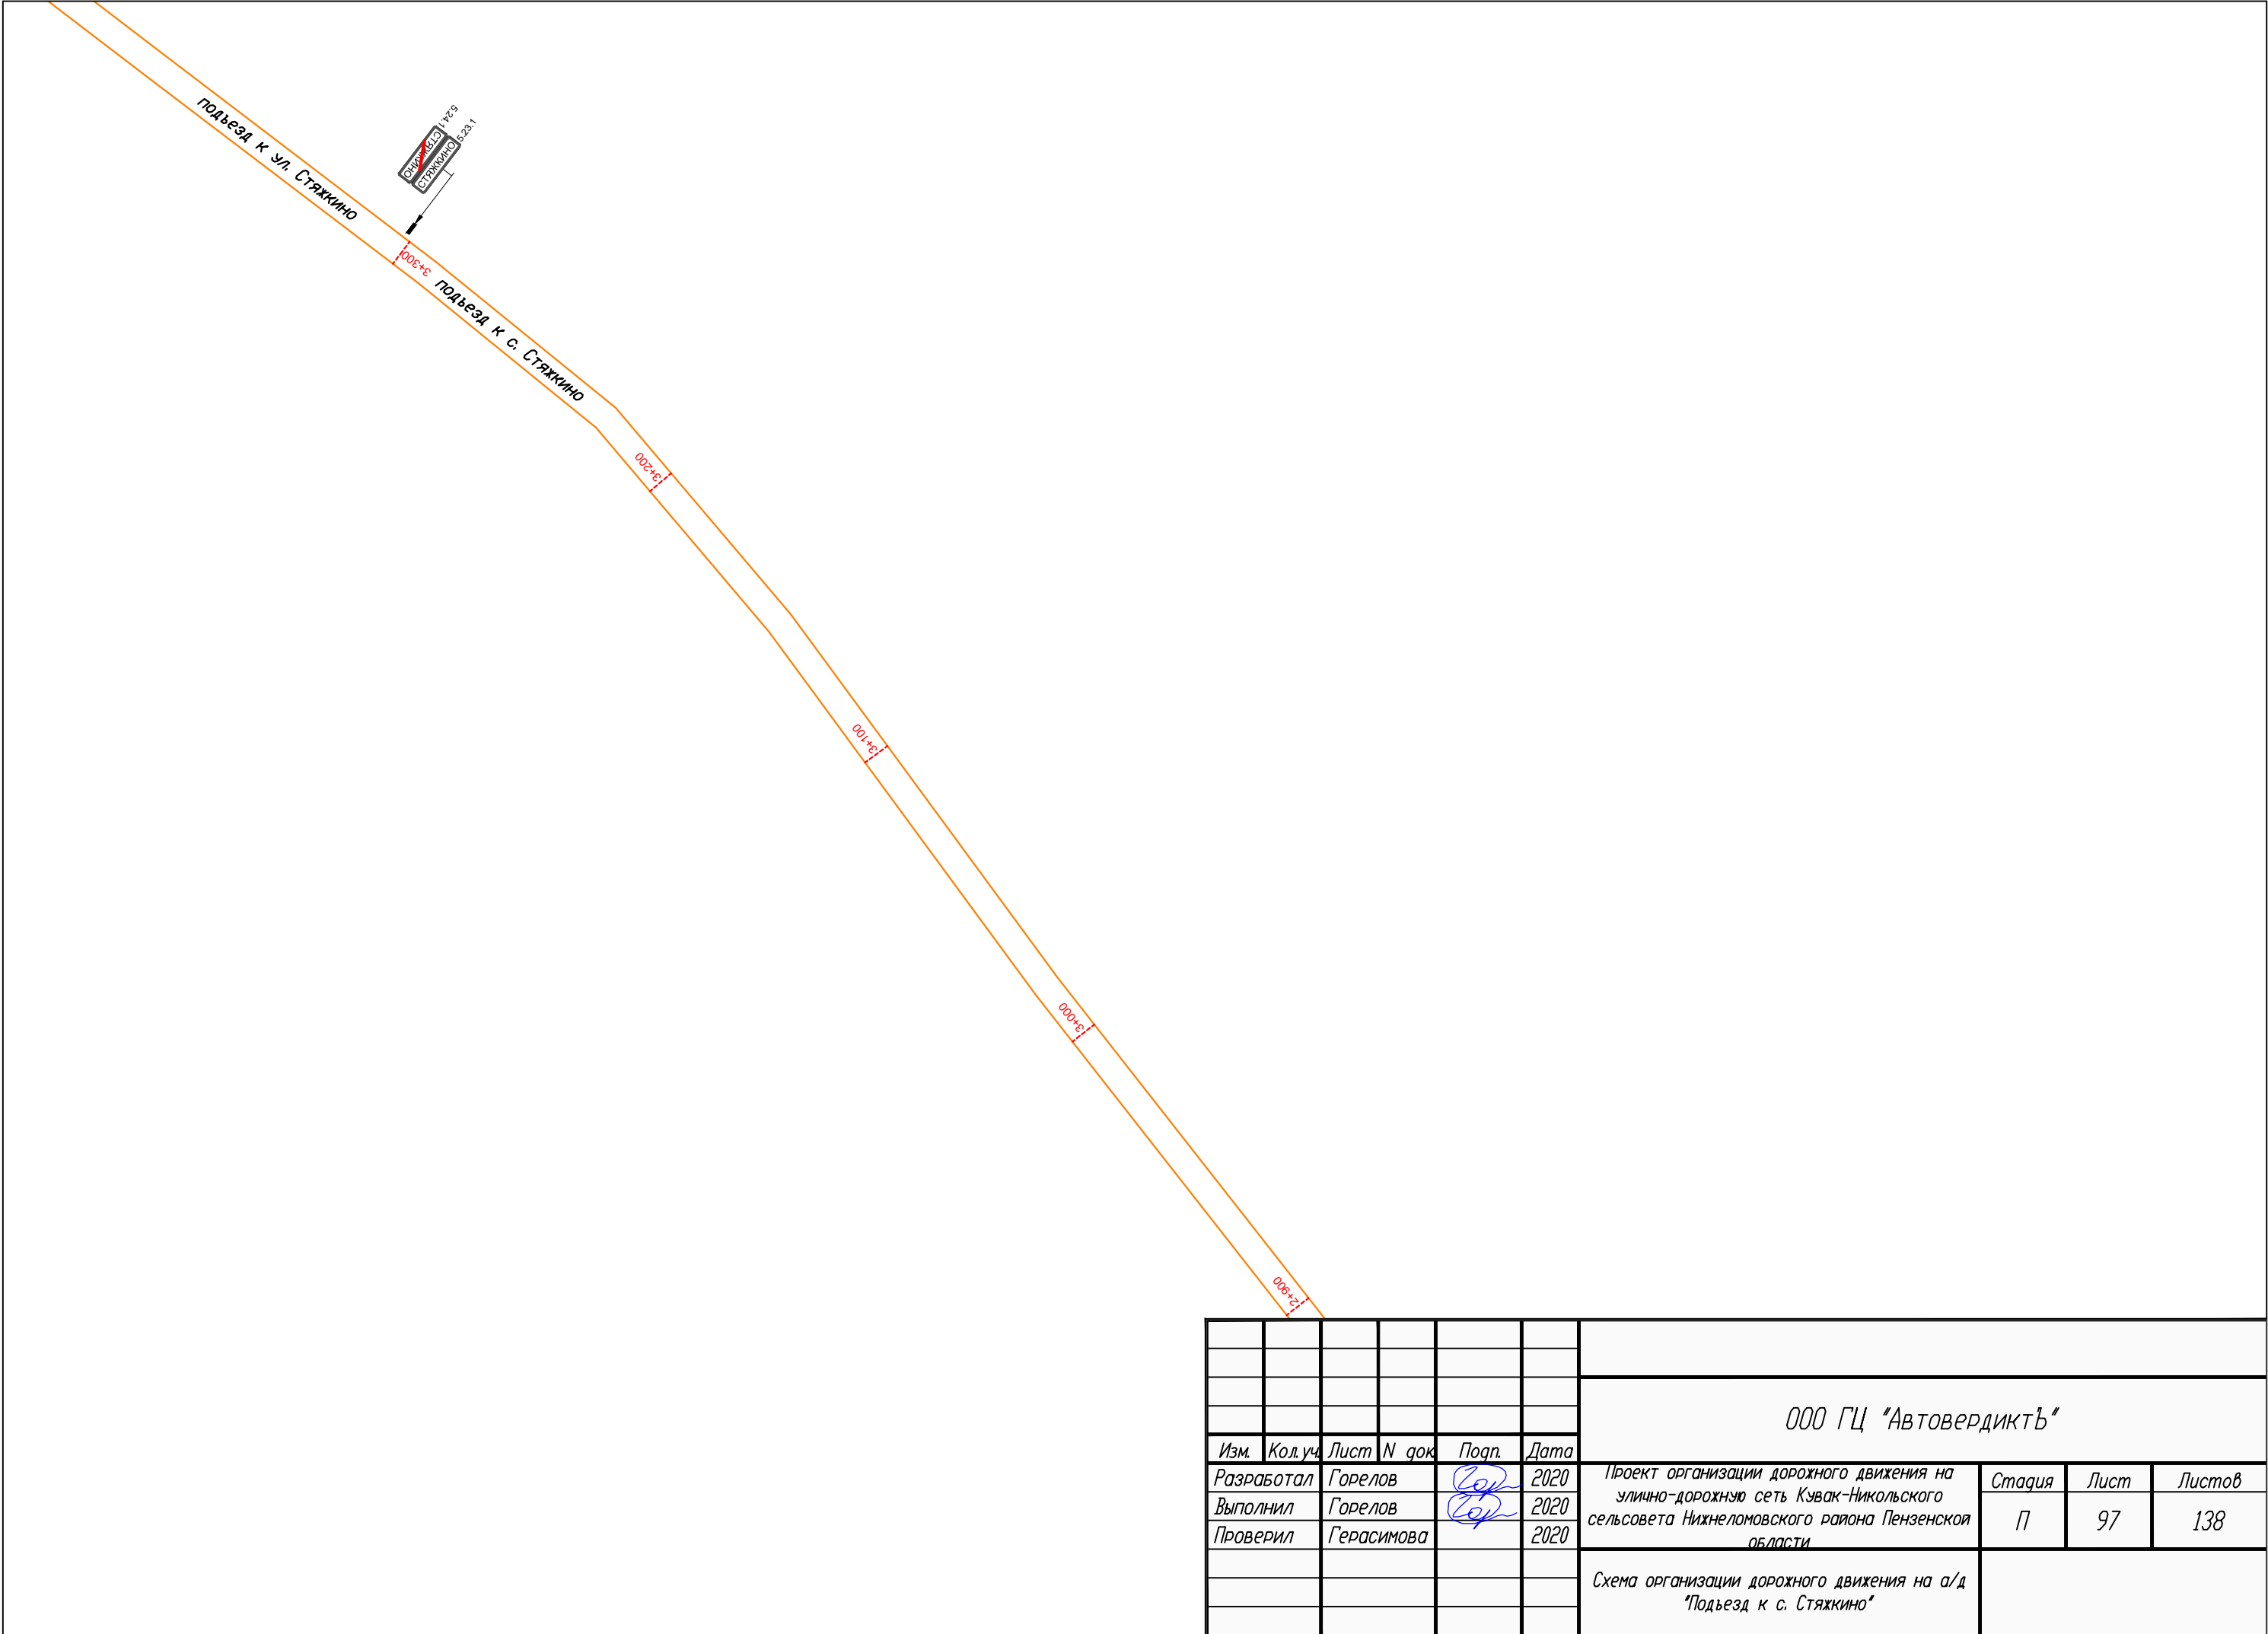 5.24.1
СТЯЖКИНО
СТЯЖКИНО
5.23.1
подъезд к ул. Стяжкино
3+300
подъезд к с. Стяжкино
3+200
3+100
3+000
2+900
ООО ГЦ "АвтовердиктЪ"
Изм. Кол.уч. Лист N док Подп. Дата
Разработал Горелов 2020
Выполнил Горелов 2020
Проверил Герасимова 2020
Проект организации дорожного движения на
улично-дорожную сеть Кувак-Никольского
сельсовета Нижнеломовского района Пензенской
области
Стадия Лист Листов
П 97 138
Схема организации дорожного движения на а/д
"Подъезд к с. Стяжкино"